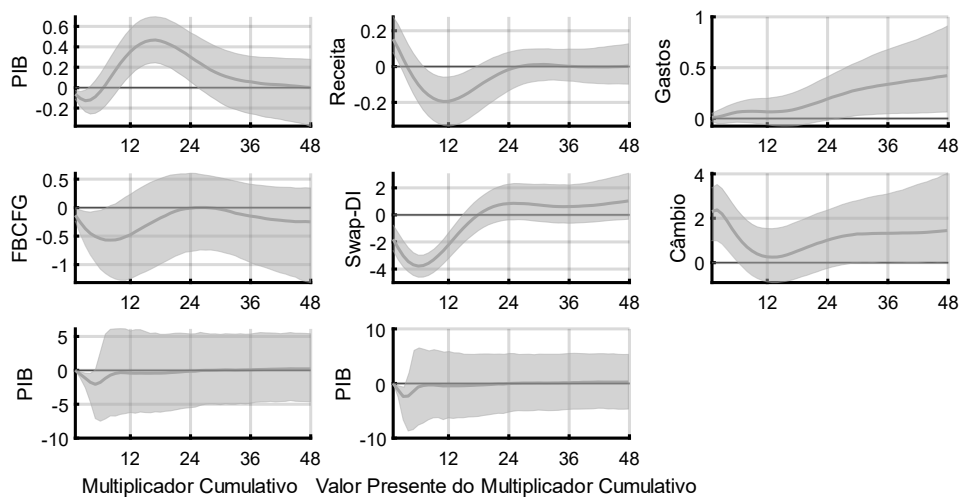 PIB
0.6
0.4
0.2
0
-0.2
12 24 36 48
Receita
0.2
0
-0.2
12 24 36 48
Gastos
1
0.5
0
12 24 36 48
FBCFG
0.5
0
-0.5
-1
12 24 36 48
Swap-DI
2
0
-2
-4
12 24 36 48
Câmbio
4
2
0
12 24 36 48
PIB
5
0
-5
-10
12 24 36 48
Multiplicador Cumulativo
PIB
10
0
-10
12 24 36 48
Valor Presente do Multiplicador Cumulativo